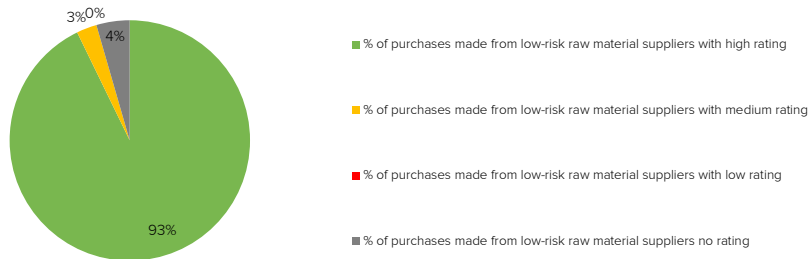 3%
0%
4%
93%
% of purchases made from low-risk raw material suppliers with high rating
% of purchases made from low-risk raw material suppliers with medium rating
% of purchases made from low-risk raw material suppliers with low rating
% of purchases made from low-risk raw material suppliers no rating